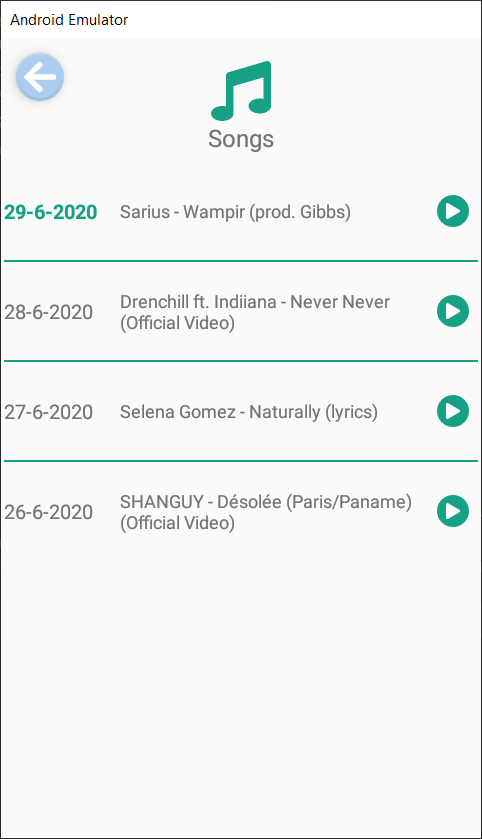 Android Emulator
Songs
29-6-2020
Sarius - Wampir (prod. Gibbs)
28-6-2020
Drenchill ft. Indiiana - Never Never
(Official Video)
27-6-2020
Selena Gomez - Naturally (lyrics)
26-6-2020
SHANGUY - Désolée (Paris/Paname)
(Official Video)